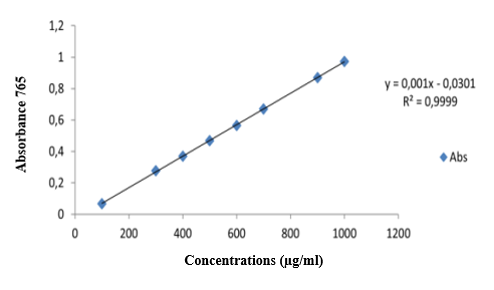 1,2
1
0,8
0,6
0,4
0,2
0
Absorbance 765
0 200 400 600 800 1000 1200
Concentrations (µg/ml)
y = 0,001x - 0,0301
R² = 0,9999
Abs